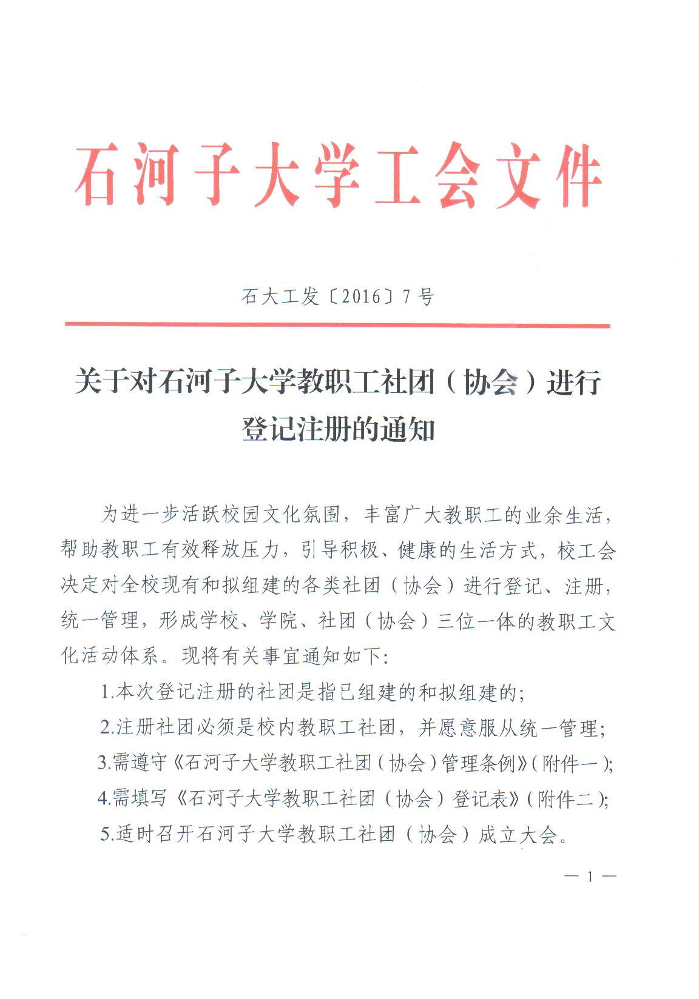 石河子大学工会文件
石大工发〔2016〕7 号
关于对石河子大学教职工社团（协会）进行
登记注册的通知
为进一步活跃校园文化氛围，丰富广大教职工的业余生活，
帮助教职工有效释放压力，引导积极、健康的生活方式，校工会
决定对全校现有和拟组建的各类社团（协会）进行登记、注册，
统一管理，形成学校、学院、社团（协会）三位一体的教职工文
化活动体系。现将有关事宜通知如下：
1.本次登记注册的社团是指已组建的和拟组建的；
2.注册社团必须是校内教职工社团，并愿意服从统一管理；
3.需遵守《石河子大学教职工社团（协会）管理条例》（附件一）；
4.需填写《石河子大学教职工社团（协会）登记表》（附件二）；
5.适时召开石河子大学教职工社团（协会）成立大会。
— 1 —